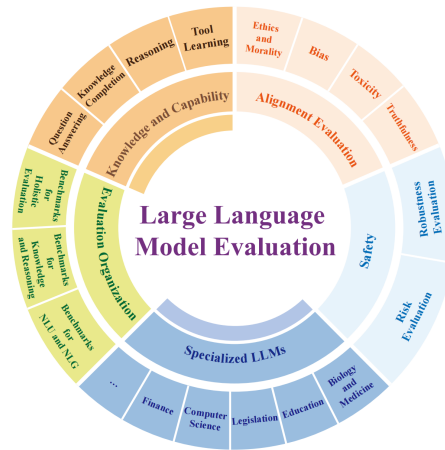 Large Language
Model Evaluation
Knowledge and Capability
Question
Answering
Knowledge
Completion
Reasoning
Tool
Learning
Alignment Evaluation
Ethics
and
Morality
Bias
Toxicity
Truthfulness
Safety
Robustness
Evaluation
Risk
Evaluation
Specialized LLMs
Biology
and
Medicine
Education
Legislation
Computer
Science
Finance
...
Evaluation Organization
Benchmarks
for
NLU and NLG
Benchmarks
for
Knowledge
and Reasoning
Benchmarks
for
Holistic
Evaluation